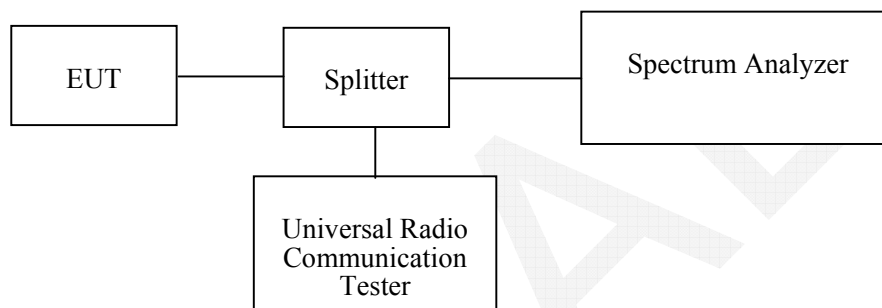 EUT
Splitter
Spectrum Analyzer
Universal Radio
Communication
Tester